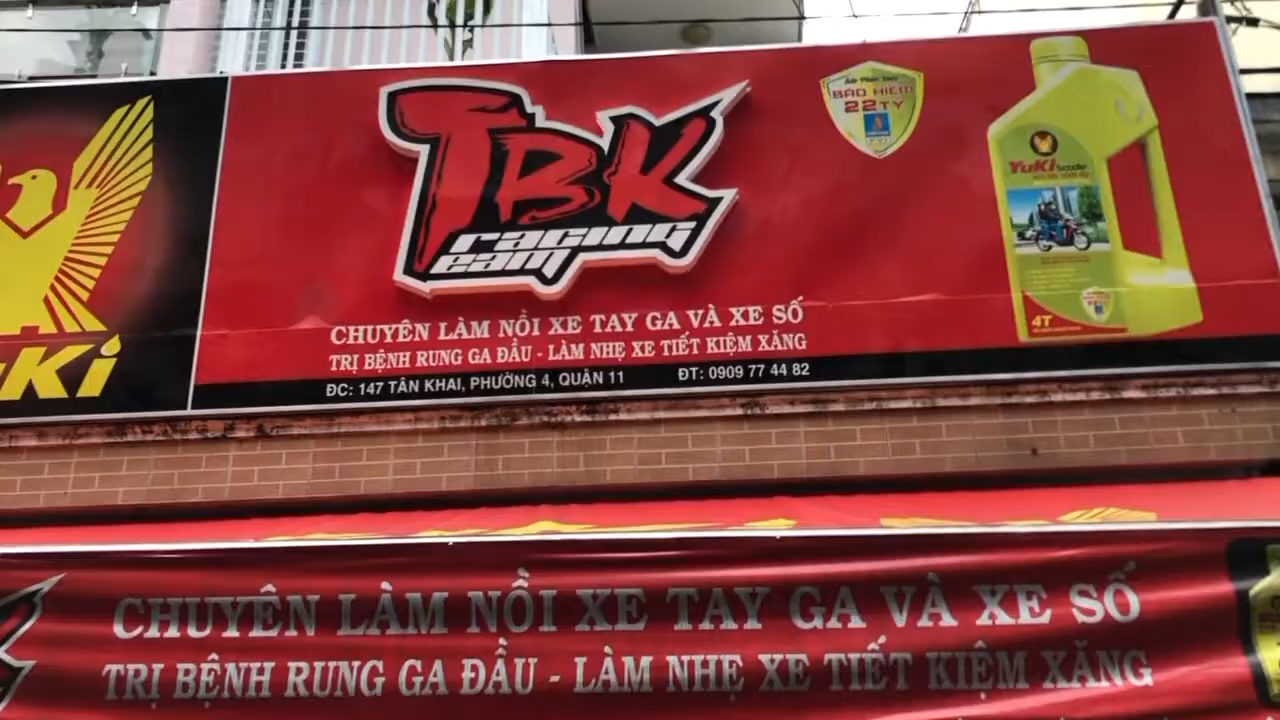 TBK
racing
Team
BẢO HIỂM
22 TỶ
YuKi Scooter
4T
Ki
CHUYÊN LÀM NỒI XE TAY GA VÀ XE SỐ
TRỊ BỆNH RUNG GA ĐẦU - LÀM NHẸ XE TIẾT KIỆM XĂNG
ĐC: 147 TÂN KHAI, PHƯỜNG 4, QUẬN 11 ĐT: 0909 77 44 82
CHUYÊN LÀM NỒI XE TAY GA VÀ XE SỐ
TRỊ BỆNH RUNG GA ĐẦU - LÀM NHẸ XE TIẾT KIỆM XĂNG